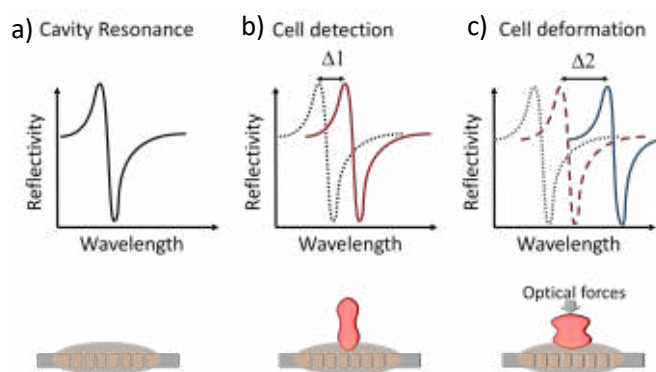 a) Cavity Resonance
b) Cell detection
c) Cell deformation
Δ1
Δ2
Reflectivity
Reflectivity
Reflectivity
Wavelength
Wavelength
Wavelength
Optical forces